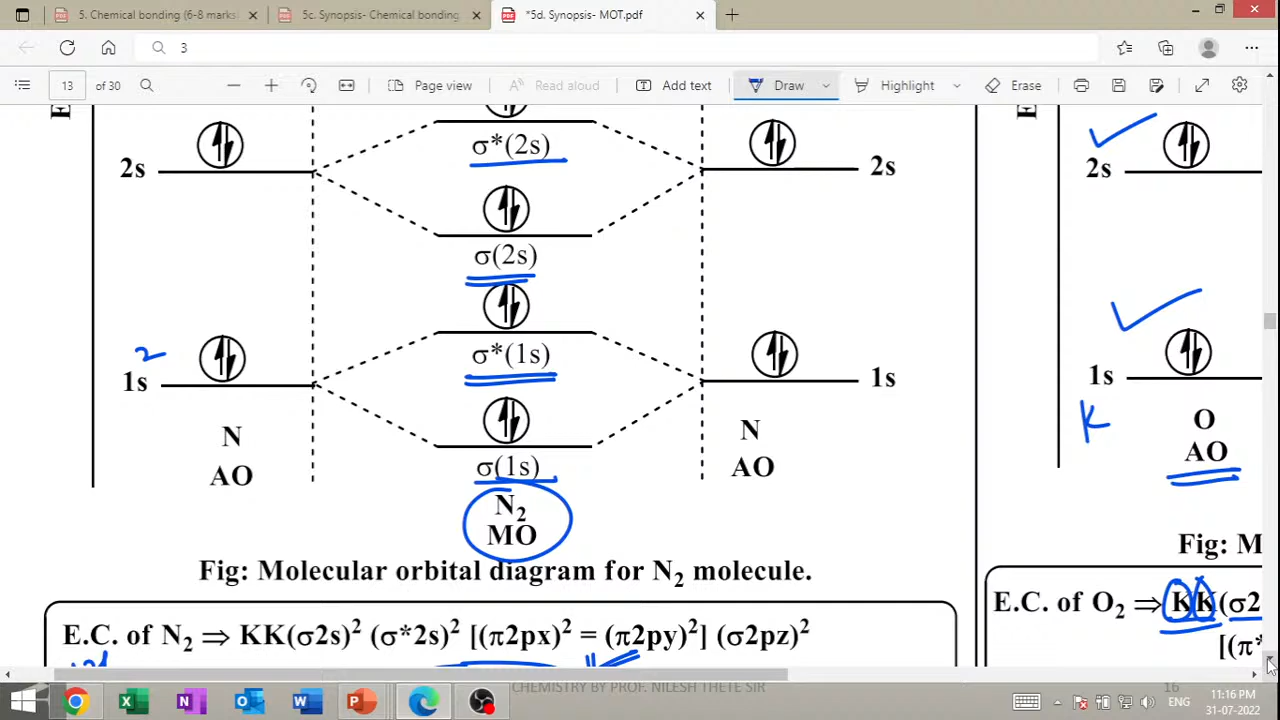 5. Chemical bonding (6-8 marks
5c. Synopsis- Chemical bonding
*5d. Synopsis- MOT.pdf
3
13 of 30
Page view
Read aloud
Add text
Draw
Highlight
Erase
E
σ*(2s)
2s
2s
σ(2s)
2
σ*(1s)
1s
1s
σ(1s)
N
AO
N
AO
N₂
MO
Fig: Molecular orbital diagram for N₂ molecule.
E.C. of N₂ ⇒ KK(σ2s)² (σ*2s)² [(π2px)² = (π2py)²] (σ2pz)²
E
2s
1s
K
O
AO
Fig: M
E.C. of O₂ ⇒ KK(σ2
[(π*
CHEMISTRY BY PROF. NILESH THETE SIR
16
ENG
11:16 PM
31-07-2022